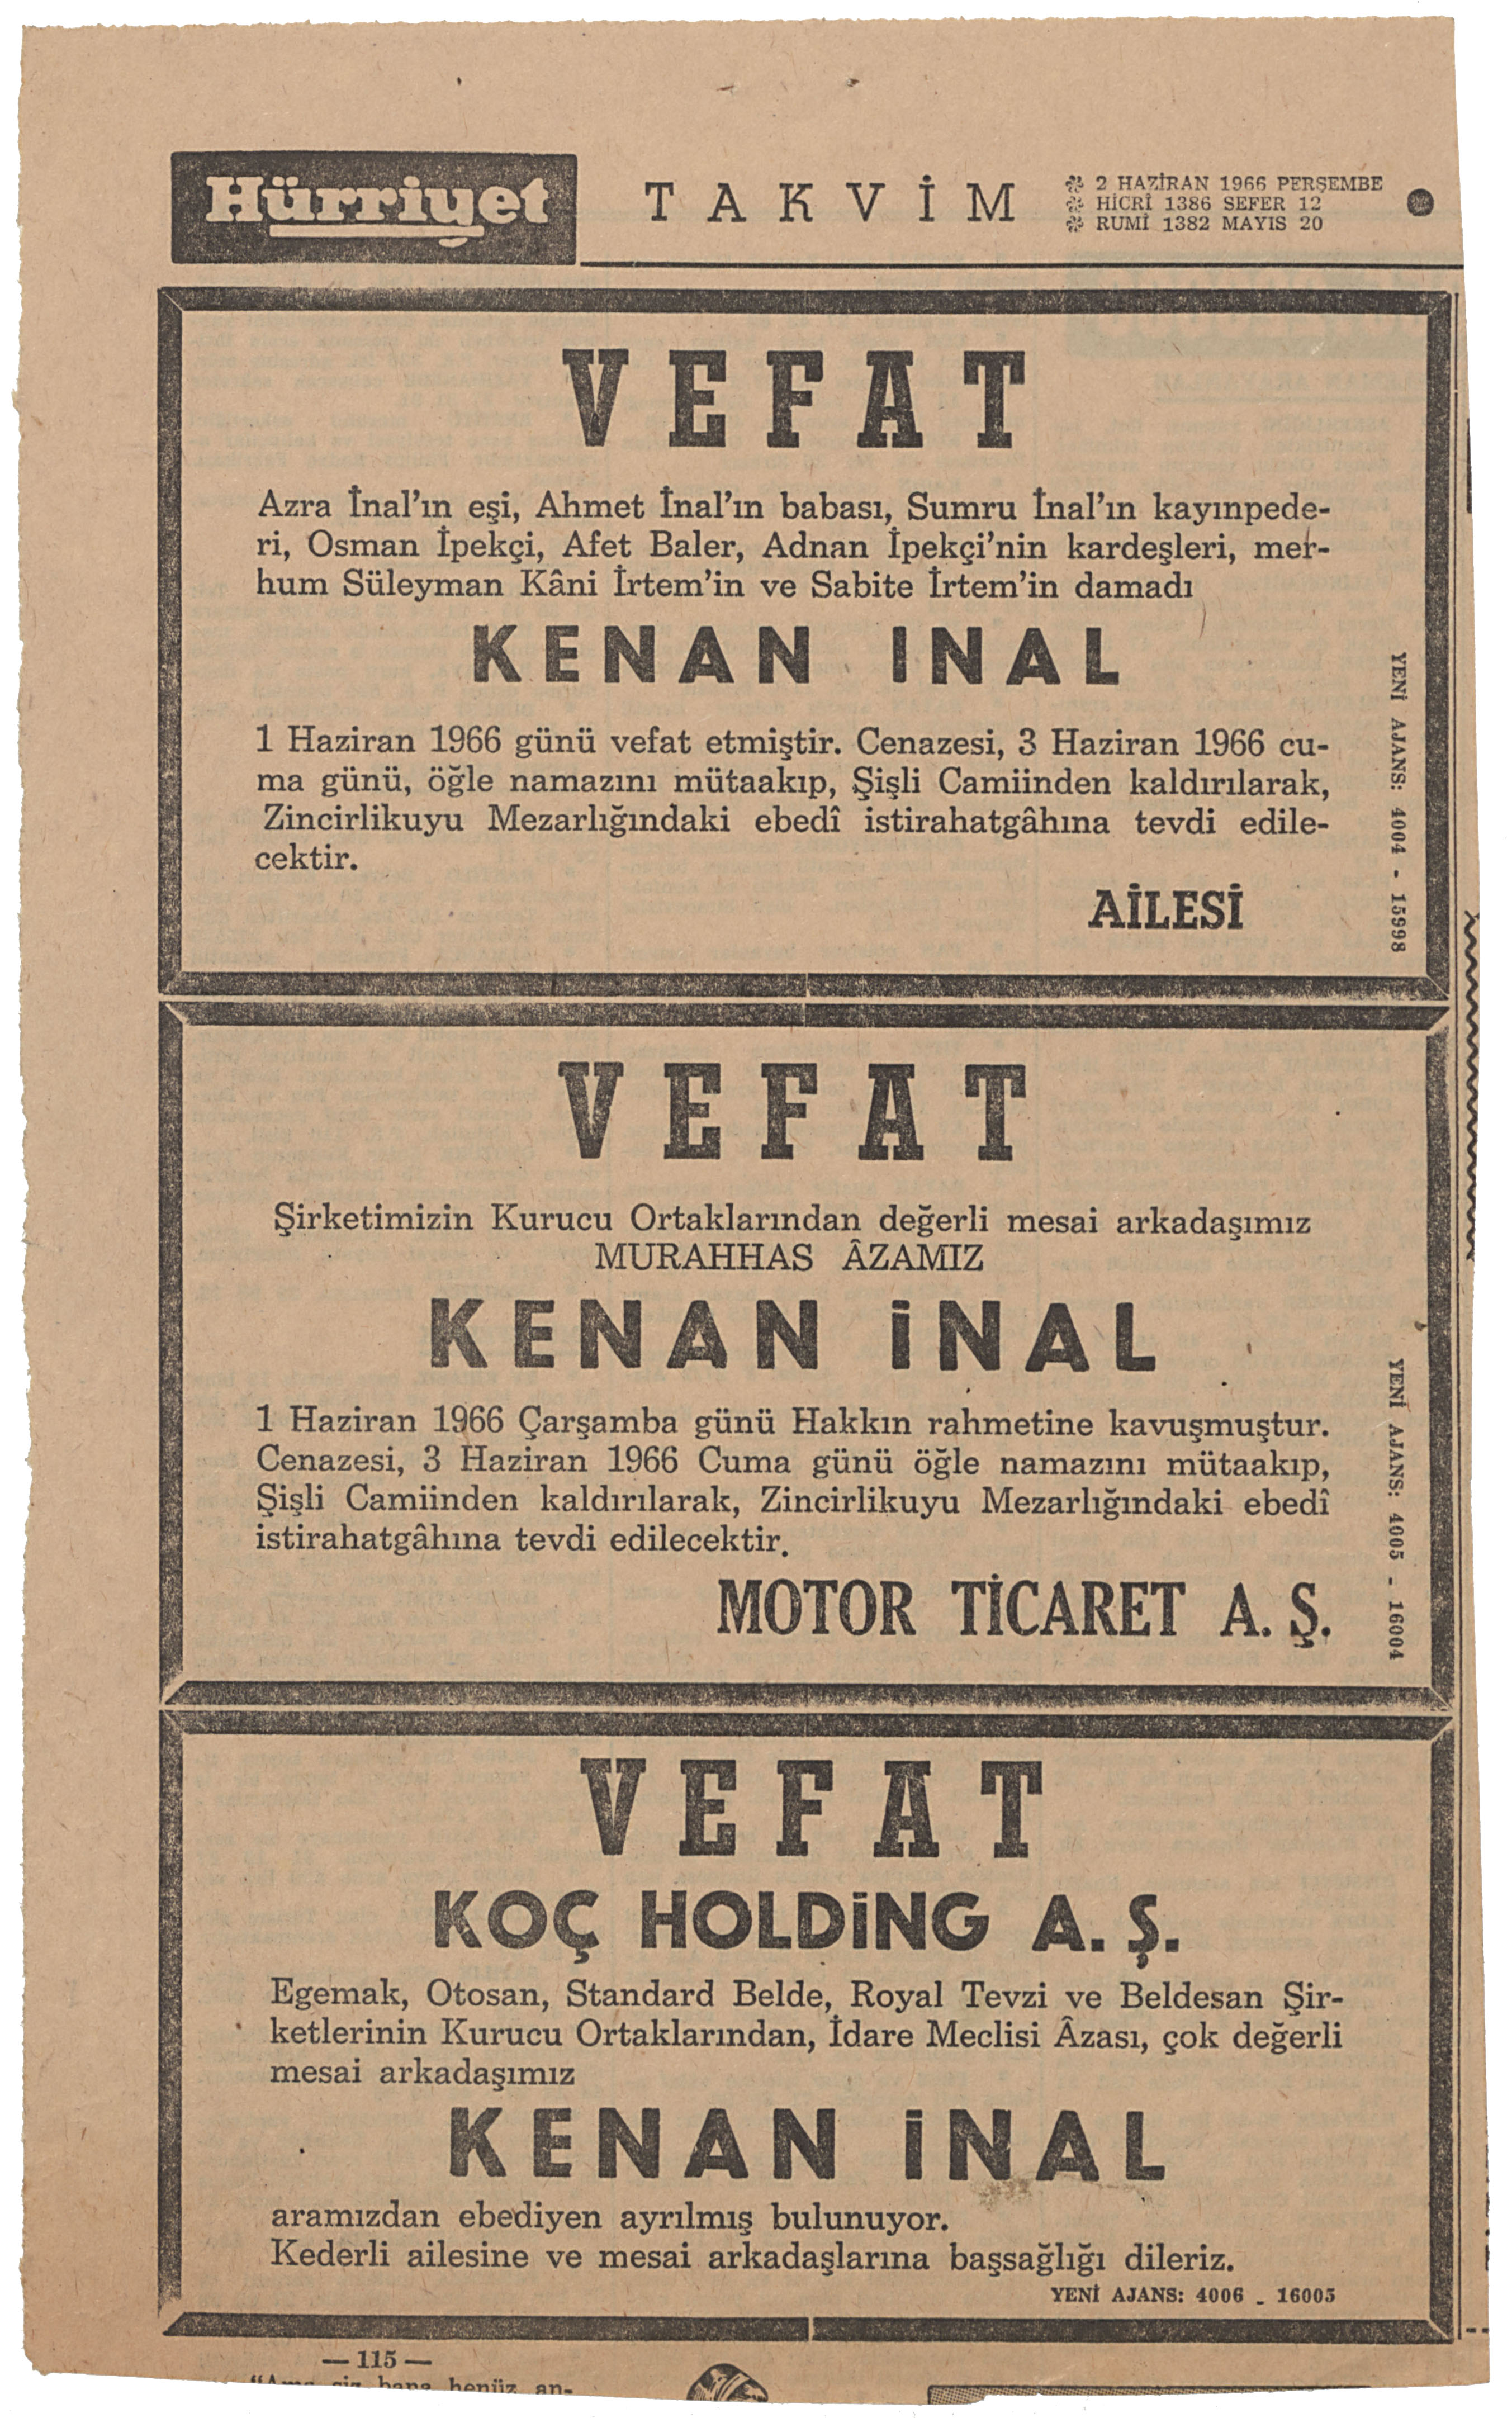 Hürriyet
TAKVİM
2 HAZİRAN 1966 PERŞEMBE
HİCRÎ 1386 SEFER 12
RUMÎ 1382 MAYIS 20
VEFAT
Azra İnal'ın eşi, Ahmet İnal'ın babası, Sumru İnal'ın kayınpede-
ri, Osman İpekçi, Afet Baler, Adnan İpekçi'nin kardeşleri, mer-
hum Süleyman Kâni İrtem'in ve Sabite İrtem'in damadı
KENAN INAL
1 Haziran 1966 günü vefat etmiştir. Cenazesi, 3 Haziran 1966 cu-
ma günü, öğle namazını mütaakıp, Şişli Camiinden kaldırılarak,
Zincirlikuyu Mezarlığındaki ebedî istirahatgâhına tevdi edile-
cektir.
AİLESİ
YENİ AJANS: 4004 - 15998
VEFAT
Şirketimizin Kurucu Ortaklarından değerli mesai arkadaşımız
MURAHHAS ÂZAMIZ
KENAN İNAL
1 Haziran 1966 Çarşamba günü Hakkın rahmetine kavuşmuştur.
Cenazesi, 3 Haziran 1966 Cuma günü öğle namazını mütaakıp,
Şişli Camiinden kaldırılarak, Zincirlikuyu Mezarlığındaki ebedî
istirahatgâhına tevdi edilecektir.
MOTOR TİCARET A. Ş.
YENİ AJANS: 4005 - 16004
VEFAT
KOÇ HOLDİNG A. Ş.
Egemak, Otosan, Standard Belde, Royal Tevzi ve Beldesan Şir-
ketlerinin Kurucu Ortaklarından, İdare Meclisi Âzası, çok değerli
mesai arkadaşımız
KENAN İNAL
aramızdan ebediyen ayrılmış bulunuyor.
Kederli ailesine ve mesai arkadaşlarına başsağlığı dileriz.
YENİ AJANS: 4006 - 16005
— 115 —
"Ama siz bana henüz an-